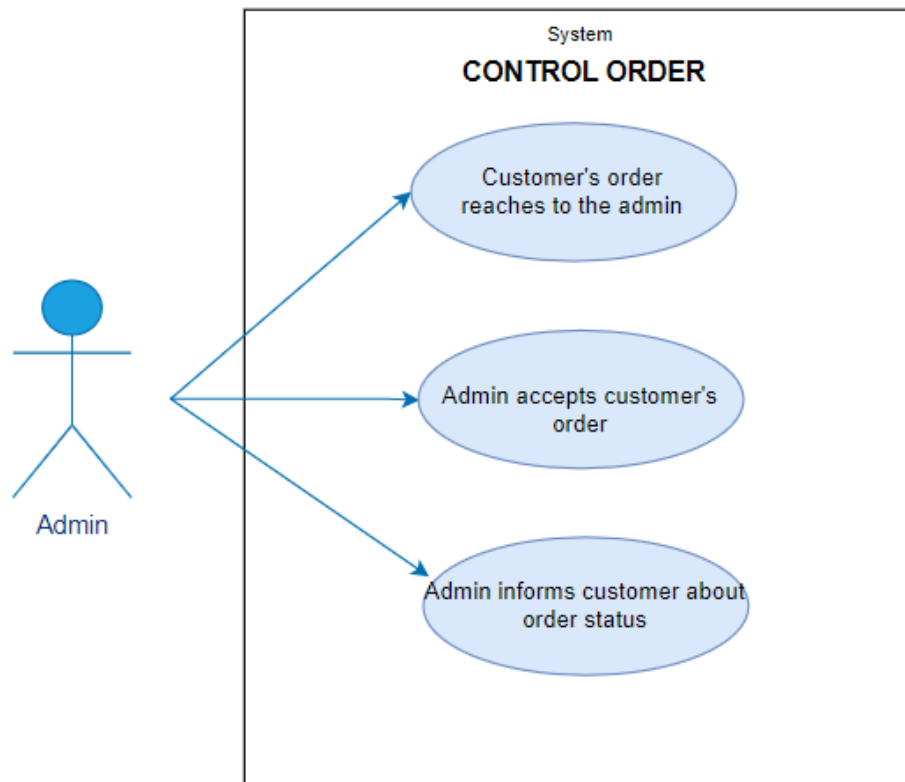 System
CONTROL ORDER
Customer's order
reaches to the admin
Admin accepts customer's
order
Admin
Admin informs customer about
order status